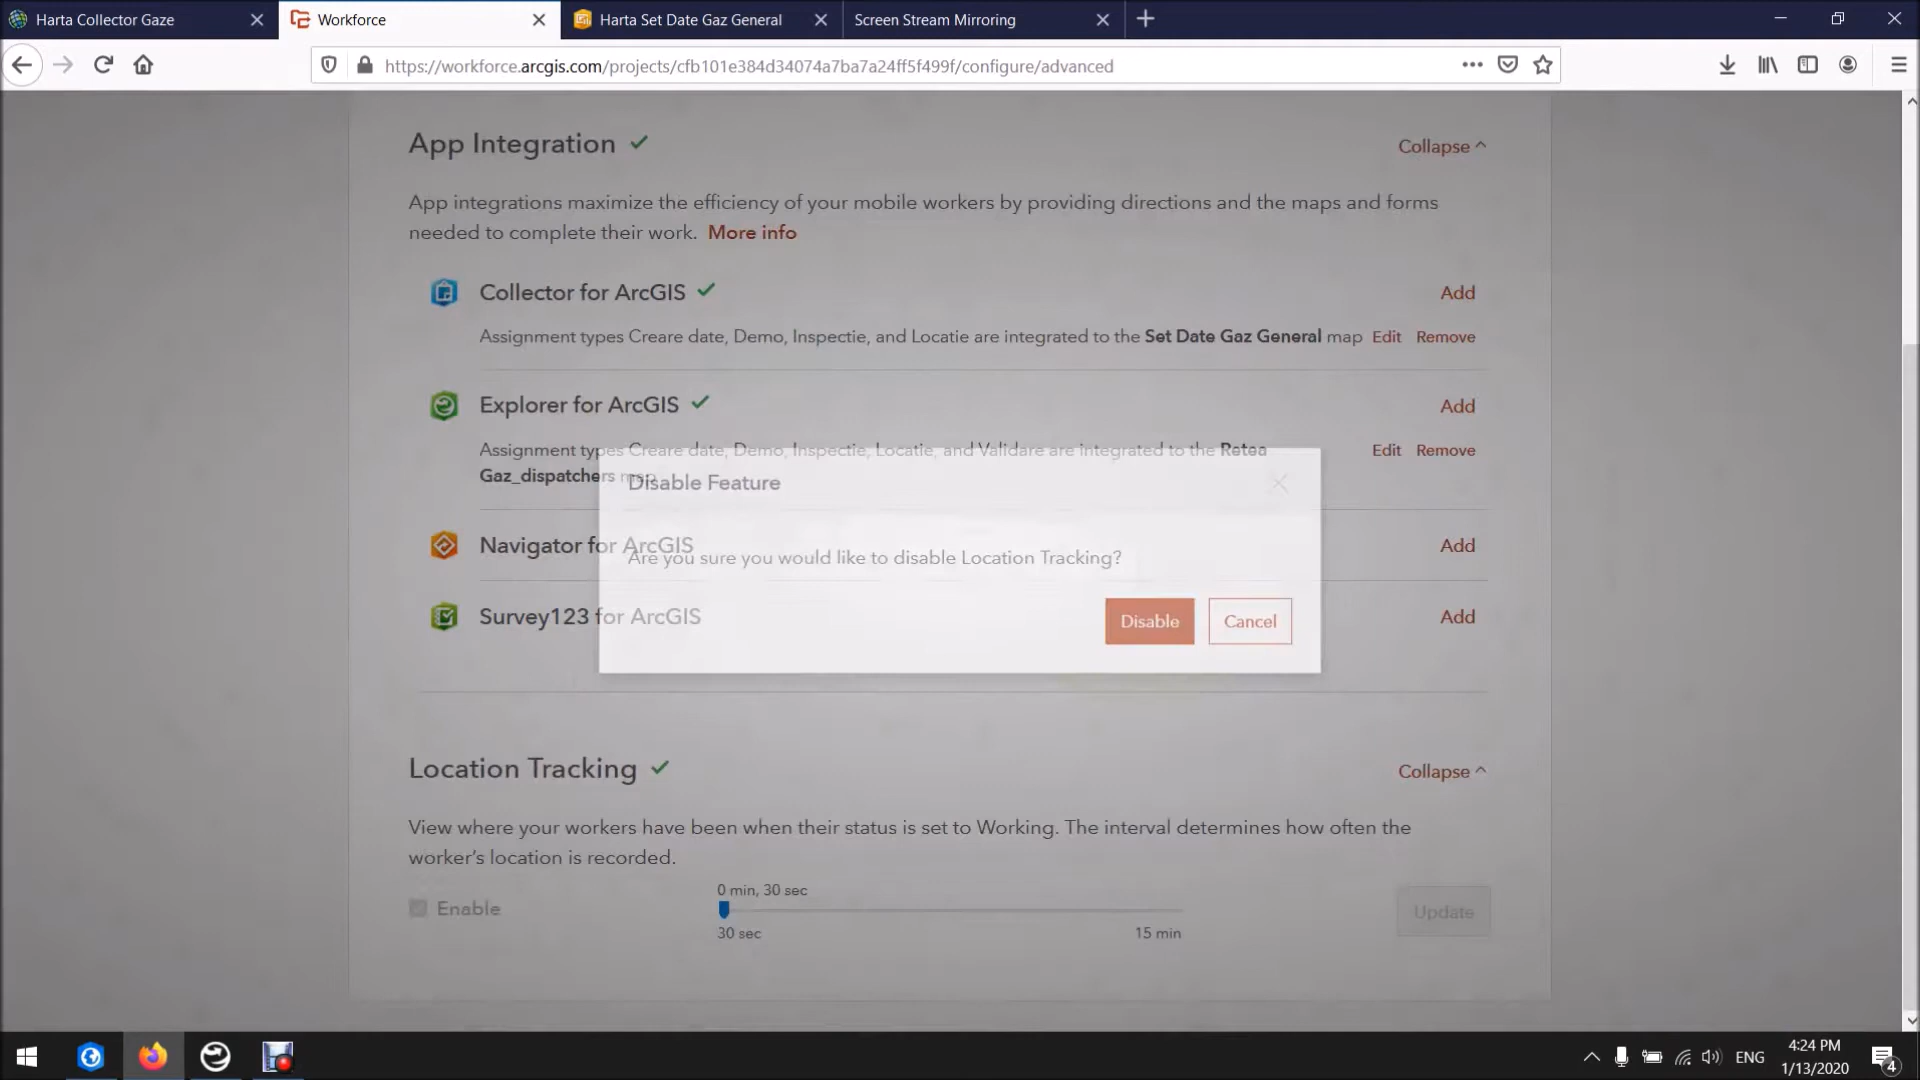 Harta Collector Gaze
Workforce
Harta Set Date Gaz General
Screen Stream Mirroring
https://workforce.arcgis.com/projects/cfb101e384d34074a7ba7a24ff5f499f/configure/advanced
App Integration
Collapse
App integrations maximize the efficiency of your mobile workers by providing directions and the maps and forms
needed to complete their work. More info
Collector for ArcGIS
Add
Assignment types Creare date, Demo, Inspectie, and Locatie are integrated to the Set Date Gaz General map Edit Remove
Explorer for ArcGIS
Add
Assignment types Creare date, Demo, Inspectie, Locatie, and Validare are integrated to the Retea Edit Remove
Gaz_dispatchers map
Disable Feature
Navigator for ArcGIS
Add
Are you sure you would like to disable Location Tracking?
Survey123 for ArcGIS
Add
Disable
Cancel
Location Tracking
Collapse
View where your workers have been when their status is set to Working. The interval determines how often the
worker's location is recorded.
0 min, 30 sec
Enable
Update
30 sec
15 min
ENG
4:24 PM
1/13/2020
4